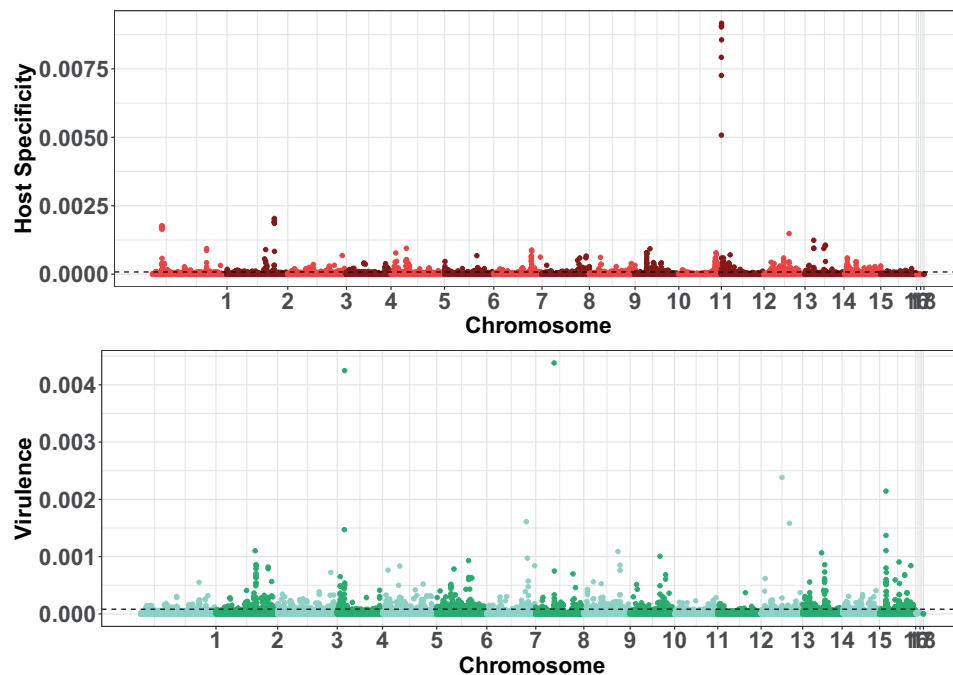 Host Specificity
0.0075
0.0050
0.0025
0.0000
1 2 3 4 5 6 7 8 9 10 11 12 13 14 15
Chromosome
Virulence
0.004
0.003
0.002
0.001
0.000
1 2 3 4 5 6 7 8 9 10 11 12 13 14 15
Chromosome